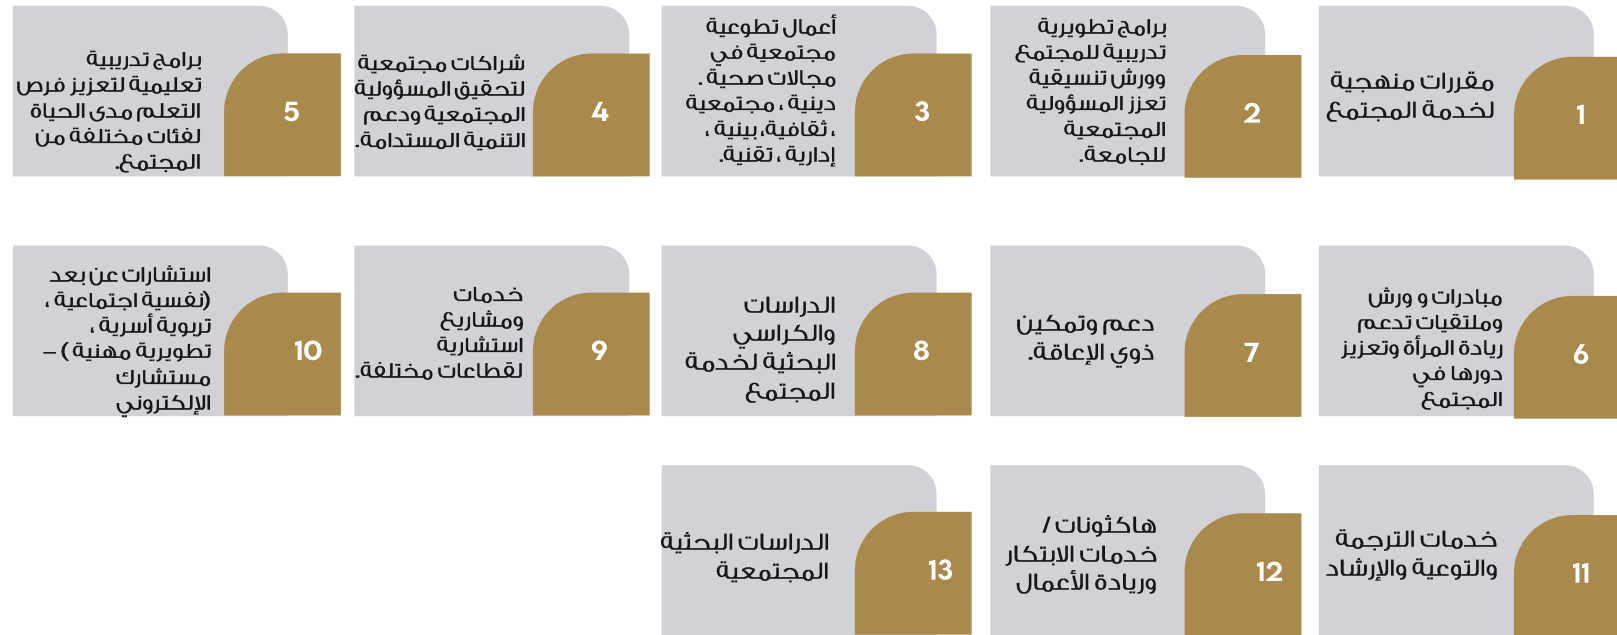 1
مقررات منهجية
لخدمة المجتمع
2
برامج تطويرية
تدريبية للمجتمع
وورش تنسيقية
تعزز المسؤولية
المجتمعية
للجامعة.
3
أعمال تطوعية
مجتمعية في
مجالات صحية .
دينية ، مجتمعية
، ثقافية، بينية ،
إدارية ، تقنية.
4
شراكات مجتمعية
لتحقيق المسؤولية
المجتمعية ودعم
التنمية المستدامة.
5
برامج تدريبية
تعليمية لتعزيز فرص
التعلم مدى الحياة
لفئات مختلفة من
المجتمع.
6
مبادرات و ورش
وملتقيات تدعم
ريادة المرأة وتعزيز
دورها في
المجتمع
7
دعم وتمكين
ذوي الإعاقة.
8
الدراسات
والكراسي
البحثية لخدمة
المجتمع
9
خدمات
ومشاريع
استشارية
لقطاعات مختلفة.
10
استشارات عن بعد
(نفسية اجتماعية ،
تربوية أسرية ،
تطويرية مهنية ) –
مستشارك
الإلكتروني
11
خدمات الترجمة
والتوعية والإرشاد
12
هاكثونات /
خدمات الابتكار
وريادة الأعمال
13
الدراسات البحثية
المجتمعية